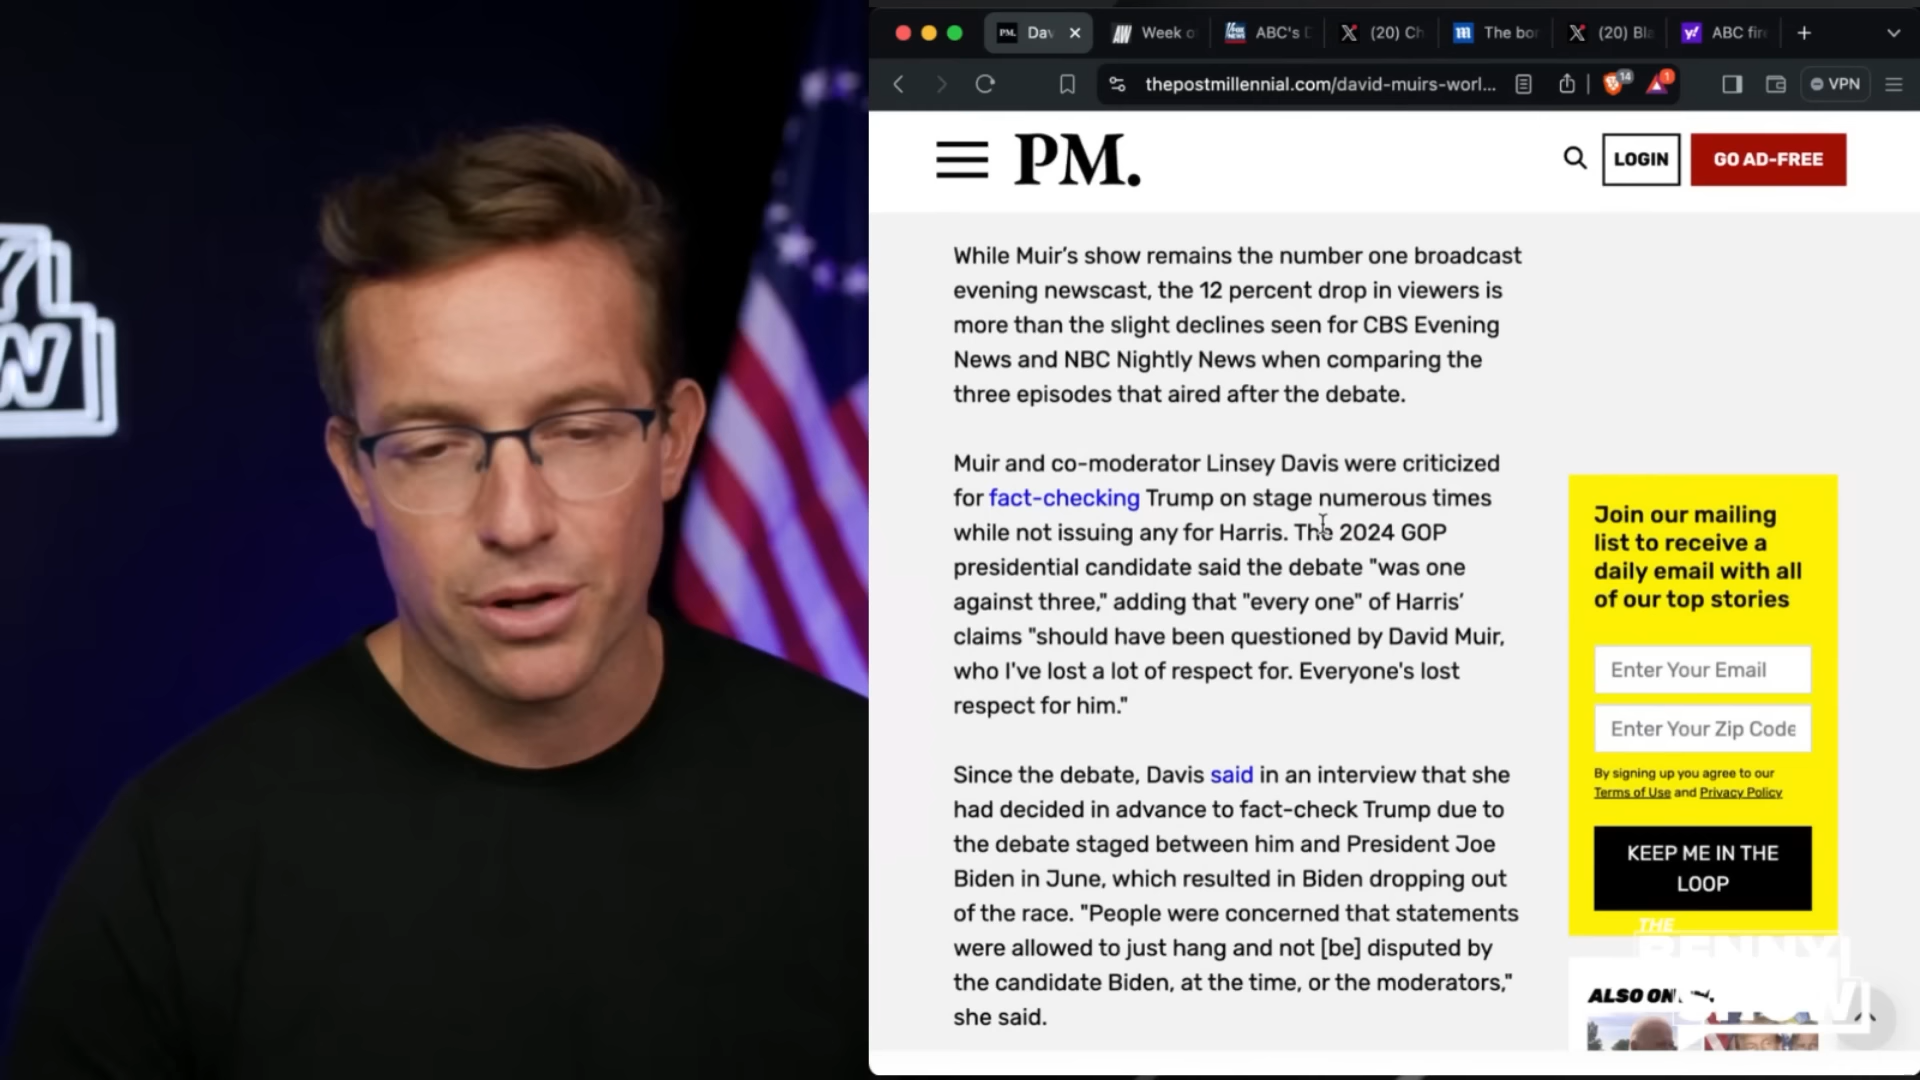 Y
W
PM. Dav
Week o
ABC's D
(20) Ch
The bor
(20) Bla
ABC fire
thepostmillennial.com/david-muirs-worl...
14
1
VPN
PM.
LOGIN
GO AD-FREE
While Muir’s show remains the number one broadcast
evening newscast, the 12 percent drop in viewers is
more than the slight declines seen for CBS Evening
News and NBC Nightly News when comparing the
three episodes that aired after the debate.
Muir and co-moderator Linsey Davis were criticized
for fact-checking Trump on stage numerous times
while not issuing any for Harris. The 2024 GOP
presidential candidate said the debate "was one
against three," adding that "every one" of Harris’
claims "should have been questioned by David Muir,
who I've lost a lot of respect for. Everyone's lost
respect for him."
Since the debate, Davis said in an interview that she
had decided in advance to fact-check Trump due to
the debate staged between him and President Joe
Biden in June, which resulted in Biden dropping out
of the race. "People were concerned that statements
were allowed to just hang and not [be] disputed by
the candidate Biden, at the time, or the moderators,"
she said.
Join our mailing
list to receive a
daily email with all
of our top stories
Enter Your Email
Enter Your Zip Code
By signing up you agree to our
Terms of Use and Privacy Policy
KEEP ME IN THE
LOOP
THE
BENNY
SHOW
ALSO ON